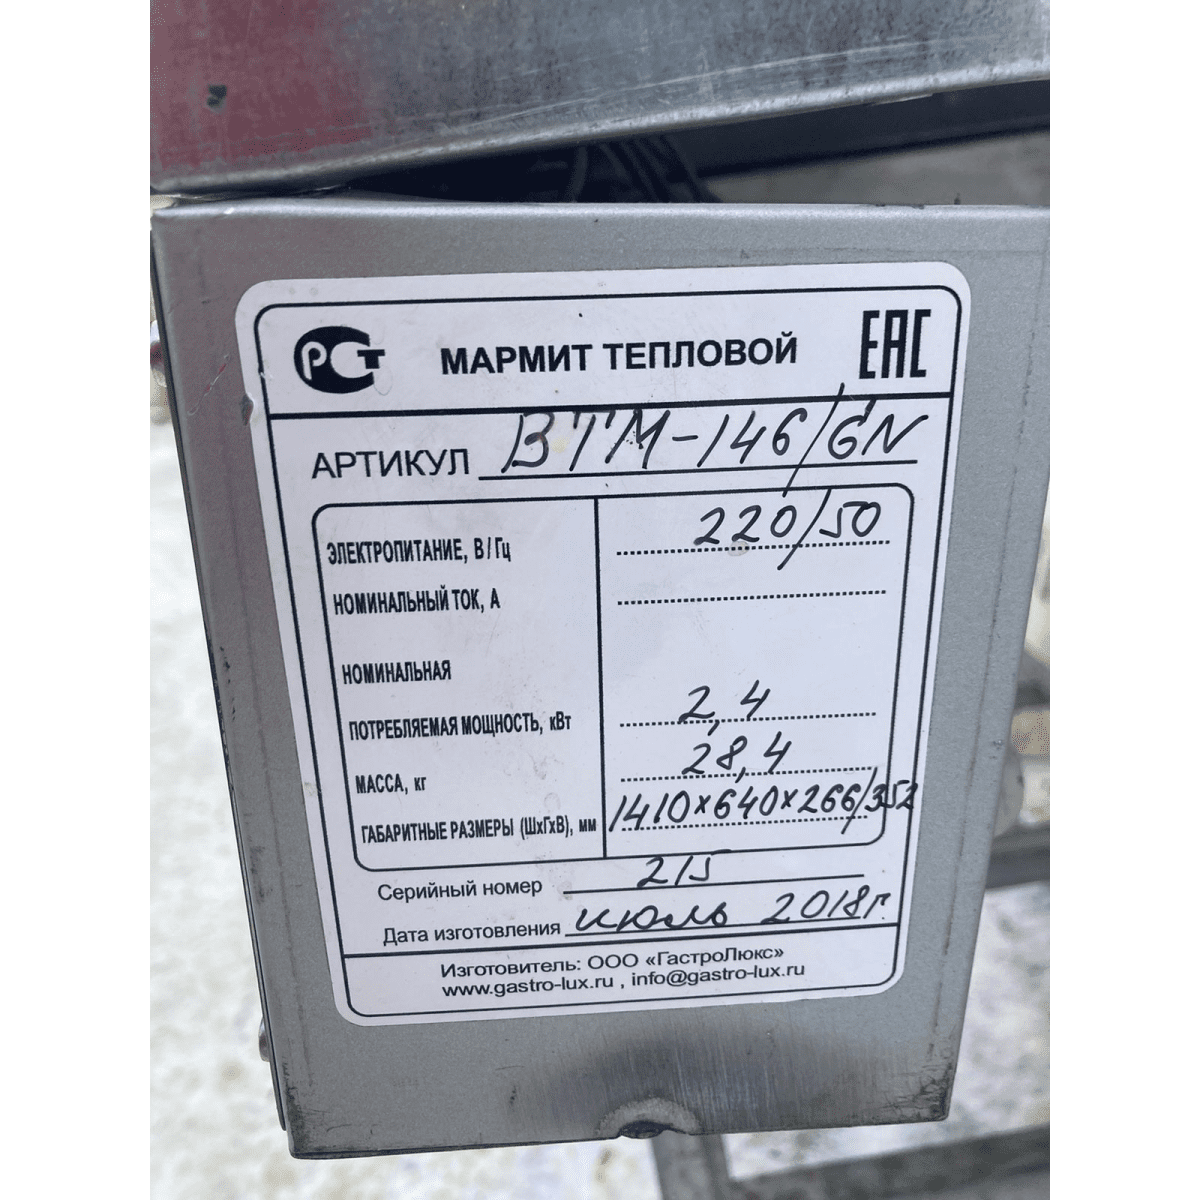 РСТ МАРМИТ ТЕПЛОВОЙ ЕАС
АРТИКУЛ ВТМ-146/GN
ЭЛЕКТРОПИТАНИЕ, В/Гц 220/50
НОМИНАЛЬНЫЙ ТОК, А
НОМИНАЛЬНАЯ
ПОТРЕБЛЯЕМАЯ МОЩНОСТЬ, кВт 2,4
МАССА, кг 28,4
ГАБАРИТНЫЕ РАЗМЕРЫ (ШхГхВ), мм 1410х640х266/352
Серийный номер 215
Дата изготовления июль 2018г.
Изготовитель: ООО «ГастроЛюкс»
www.gastro-lux.ru , info@gastro-lux.ru